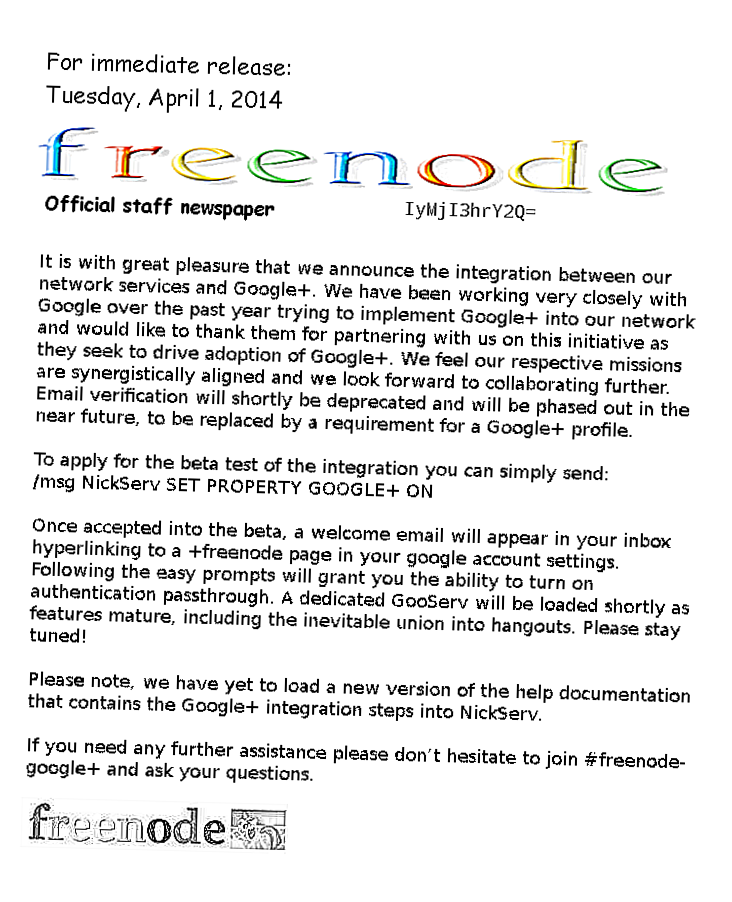 For immediate release:
Tuesday, April 1, 2014
freenode
Official staff newspaper IyMjI3hrY2Q=
It is with great pleasure that we announce the integration between our
network services and Google+. We have been working very closely with
Google over the past year trying to implement Google+ into our network
and would like to thank them for partnering with us on this initiative as
they seek to drive adoption of Google+. We feel our respective missions
are synergistically aligned and we look forward to collaborating further.
Email verification will shortly be deprecated and will be phased out in the
near future, to be replaced by a requirement for a Google+ profile.
To apply for the beta test of the integration you can simply send:
/msg NickServ SET PROPERTY GOOGLE+ ON
Once accepted into the beta, a welcome email will appear in your inbox
hyperlinking to a +freenode page in your google account settings.
Following the easy prompts will grant you the ability to turn on
authentication passthrough. A dedicated GooServ will be loaded shortly as
features mature, including the inevitable union into hangouts. Please stay
tuned!
Please note, we have yet to load a new version of the help documentation
that contains the Google+ integration steps into NickServ.
If you need any further assistance please don't hesitate to join #freenode-
google+ and ask your questions.
freenode